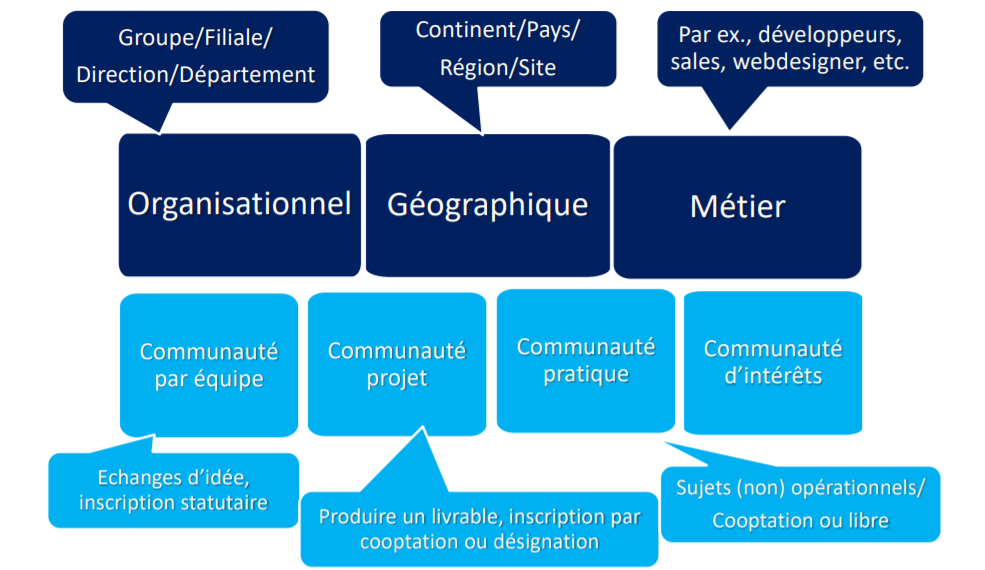 Groupe/Filiale/
Direction/Département
Continent/Pays/
Région/Site
Par ex., développeurs,
sales, webdesigner, etc.
Organisationnel
Géographique
Métier
Communauté
par équipe
Communauté
projet
Communauté
pratique
Communauté
d’intérêts
Echanges d’idée,
inscription statutaire
Produire un livrable, inscription par
cooptation ou désignation
Sujets (non) opérationnels/
Cooptation ou libre